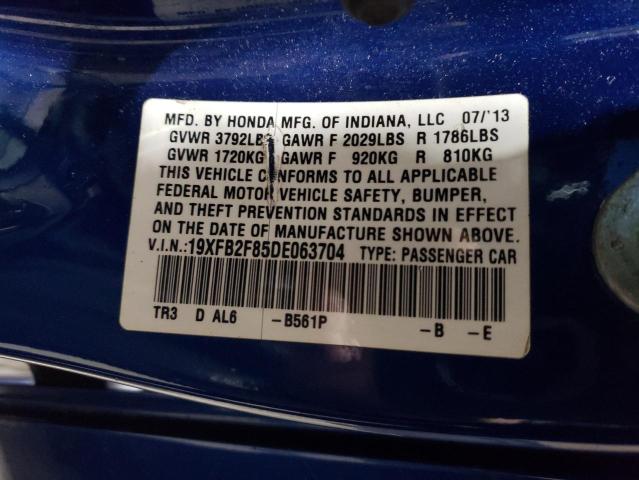 MFD. BY HONDA MFG. OF INDIANA, LLC 07/'13
GVWR 3792LBS GAWR F 2029LBS R 1786LBS
GVWR 1720KG GAWR F 920KG R 810KG
THIS VEHICLE CONFORMS TO ALL APPLICABLE
FEDERAL MOTOR VEHICLE SAFETY, BUMPER,
AND THEFT PREVENTION STANDARDS IN EFFECT
ON THE DATE OF MANUFACTURE SHOWN ABOVE.
V.I.N.:19XFB2F85DE063704 TYPE: PASSENGER CAR
TR3 D AL6 -B561P -B -E